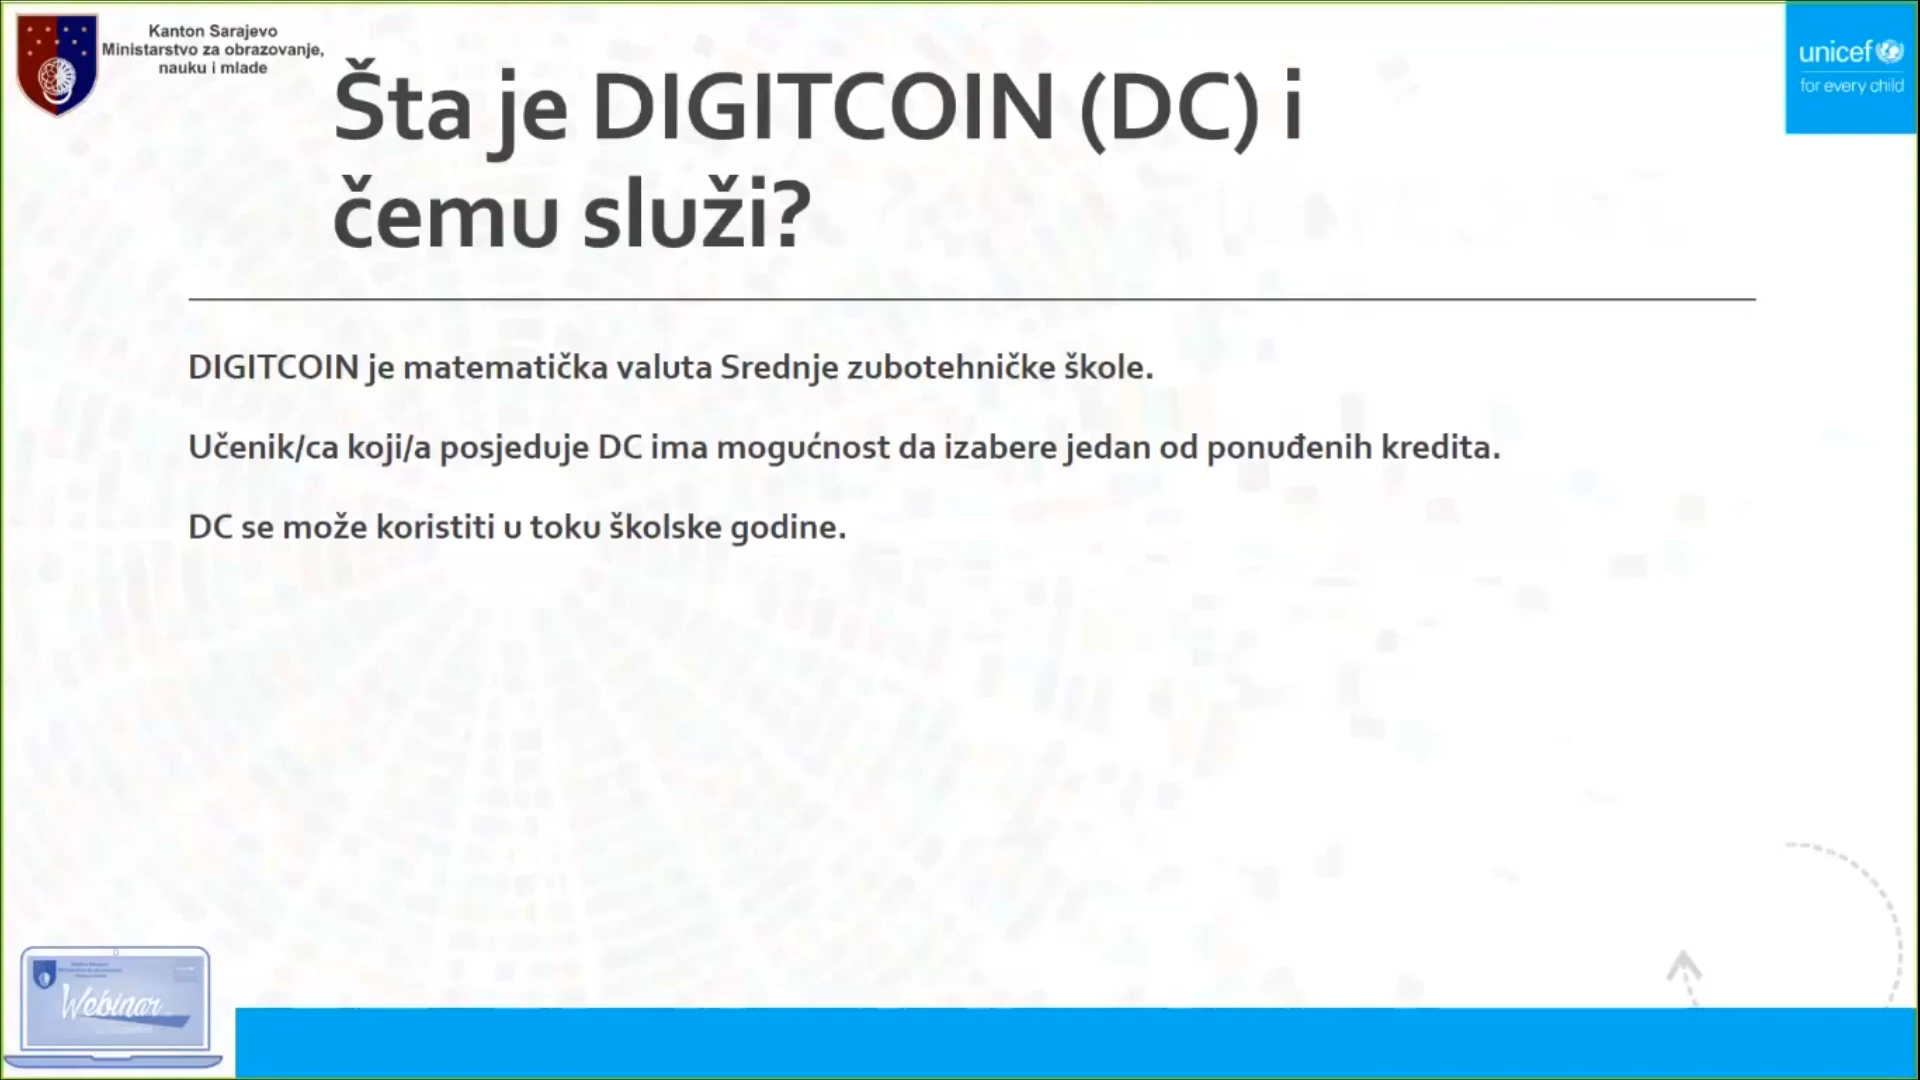 Kanton Sarajevo
Ministarstvo za obrazovanje,
nauku i mlade
unicef
for every child
Šta je DIGITCOIN (DC) i
čemu služi?
DIGITCOIN je matematička valuta Srednje zubotehničke škole.
Učenik/ca koji/a posjeduje DC ima mogućnost da izabere jedan od ponuđenih kredita.
DC se može koristiti u toku školske godine.
Webinar